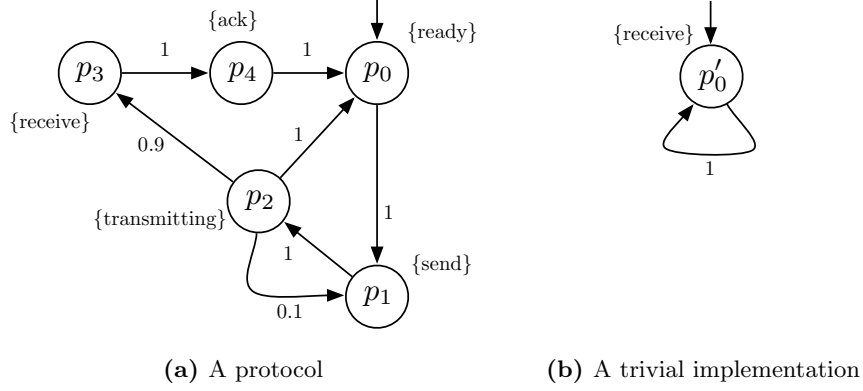 {ack}
{ready}
{receive}
1
1
p3
p4
p0
p′0
{receive}
0.9
1
1
p2
{transmitting}
1
1
{send}
0.1
p1
(a) A protocol
(b) A trivial implementation